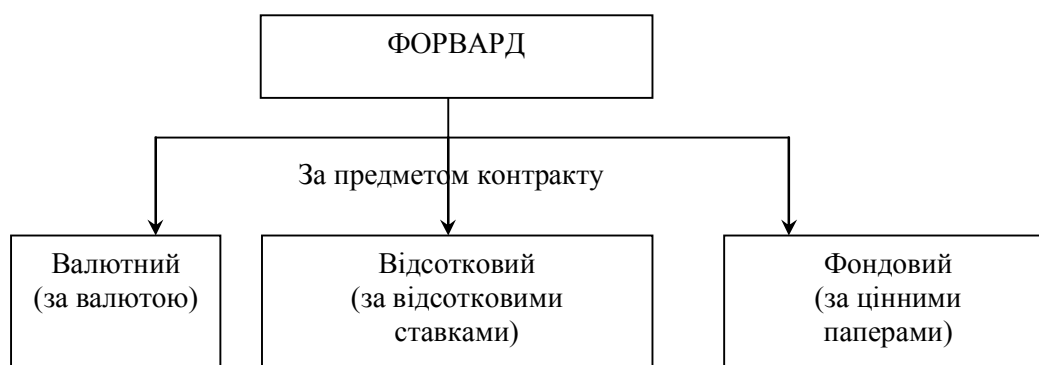 ФОРВАРД
За предметом контракту
Валютний
(за валютою)
Відсотковий
(за відсотковими
ставками)
Фондовий
(за цінними
паперами)